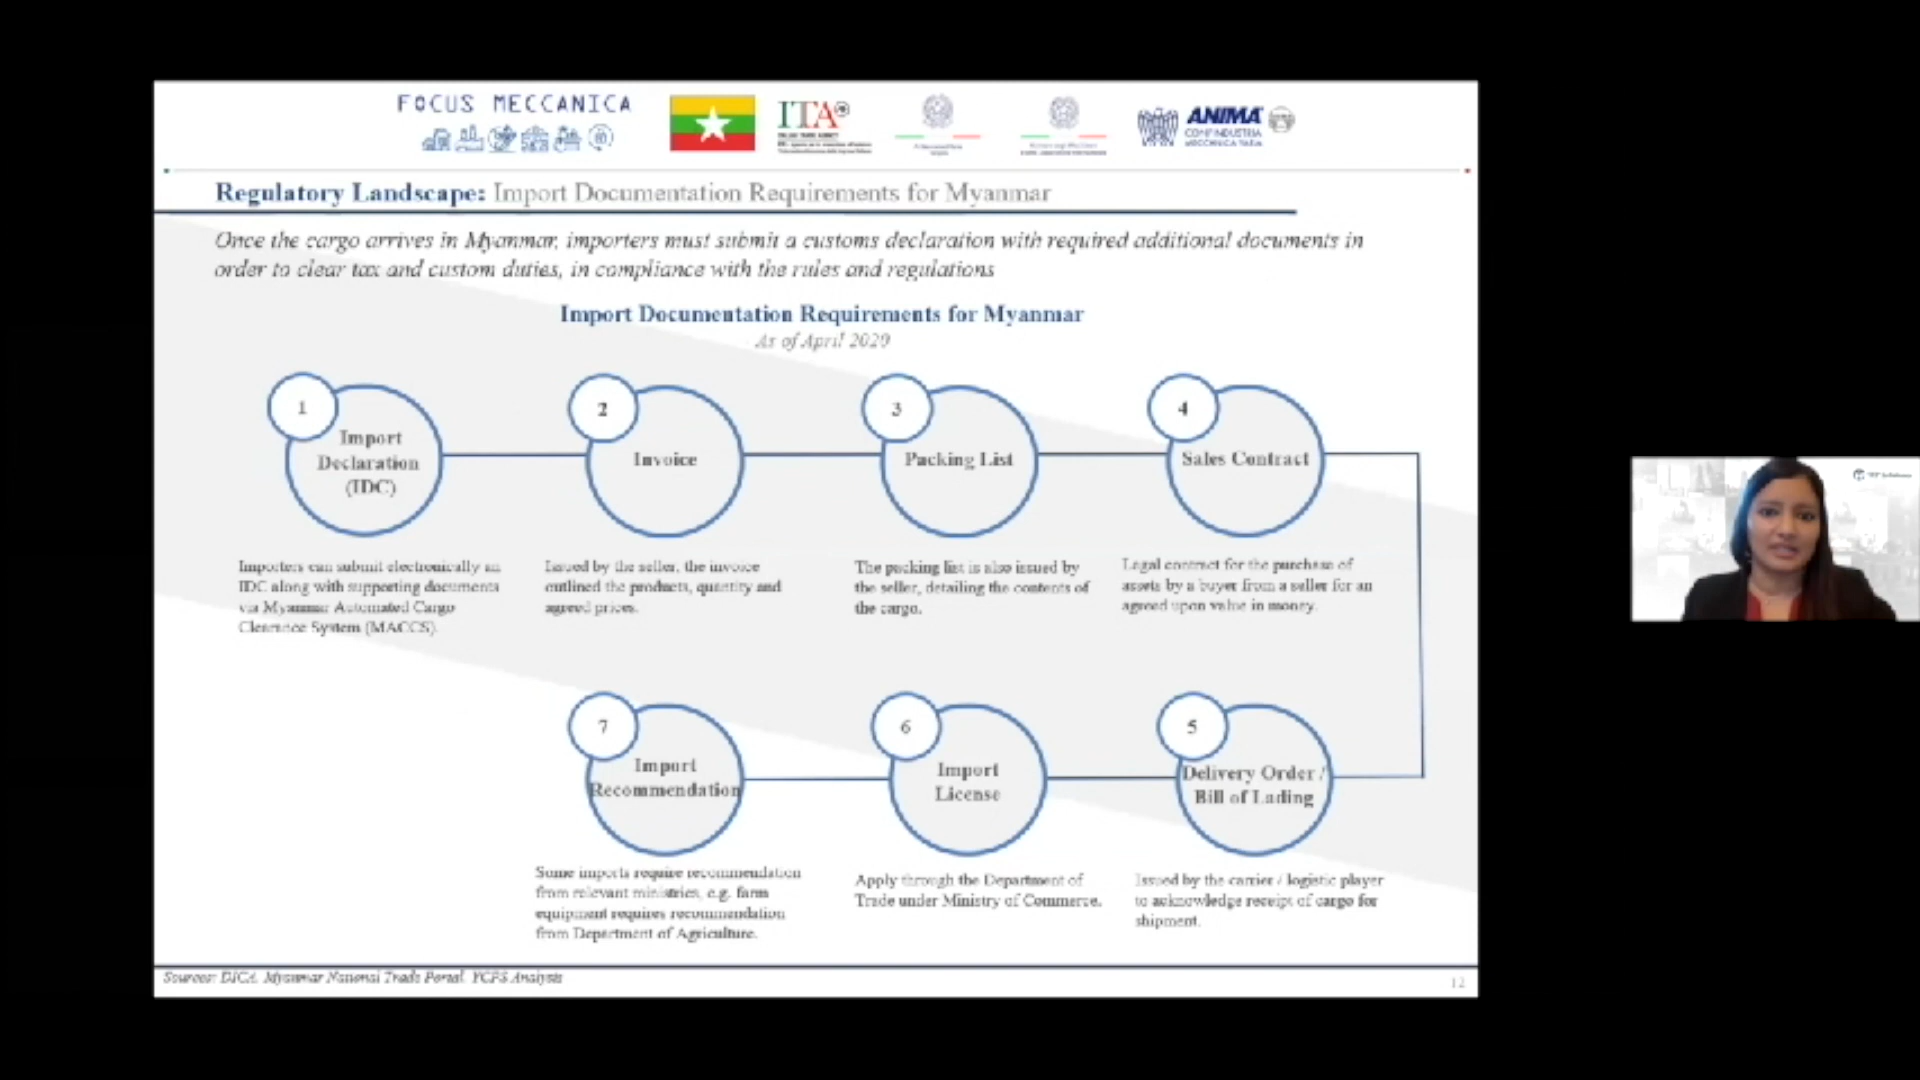 FOCUS MECCANICA
ITA
ANIMA
CONFINDUSTRIA
MECCANICA VARIA
Regulatory Landscape: Import Documentation Requirements for Myanmar
Once the cargo arrives in Myanmar, importers must submit a customs declaration with required additional documents in
order to clear tax and custom duties, in compliance with the rules and regulations
Import Documentation Requirements for Myanmar
As of April 2020
1
Import
Declaration
(IDC)
Importers can submit electronically an
IDC along with supporting documents
via Myanmar Automated Cargo
Clearance System (MACCS).
2
Invoice
Issued by the seller, the invoice
outlined the products, quantity and
agreed prices.
3
Packing List
The packing list is also issued by
the seller, detailing the contents of
the cargo.
4
Sales Contract
Legal contract for the purchase of
assets by a buyer from a seller for an
agreed upon value in money.
5
Delivery Order /
Bill of Lading
Issued by the carrier / logistic player
to acknowledge receipt of cargo for
shipment.
6
Import
License
Apply through the Department of
Trade under Ministry of Commerce.
7
Import
Recommendation
Some imports require recommendation
from relevant ministries, e.g. farm
equipment requires recommendation
from Department of Agriculture.
Sources: DICA, Myanmar National Trade Portal, YCPS Analysis
12